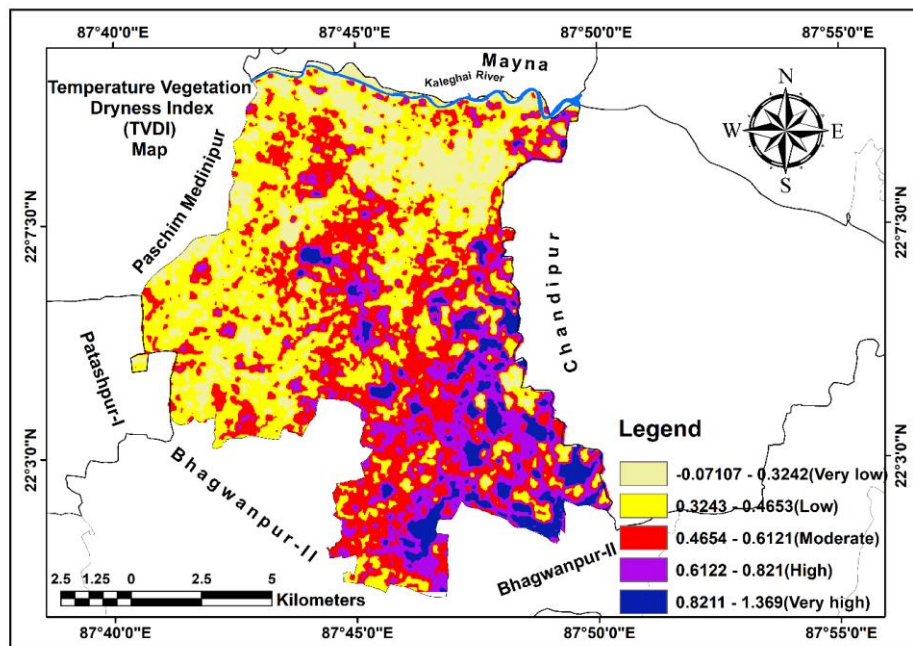 87°40'0"E 87°45'0"E 87°50'0"E 87°55'0"E
Temperature Vegetation
Dryness Index
(TVDI)
Map
Mayna
Kaleghai River
N
W E
S
Paschim Medinipur
22°7'30"N 22°7'30"N
Chandipur
Patashpur-I
Bhagwanpur-II
22°3'0"N 22°3'0"N
Legend
-0.07107 - 0.3242(Very low)
0.3243 - 0.4653(Low)
0.4654 - 0.6121(Moderate)
0.6122 - 0.821(High)
0.8211 - 1.369(Very high)
Bhagwanpur-II
2.5 1.25 0 2.5 5
Kilometers
87°40'0"E 87°45'0"E 87°50'0"E 87°55'0"E